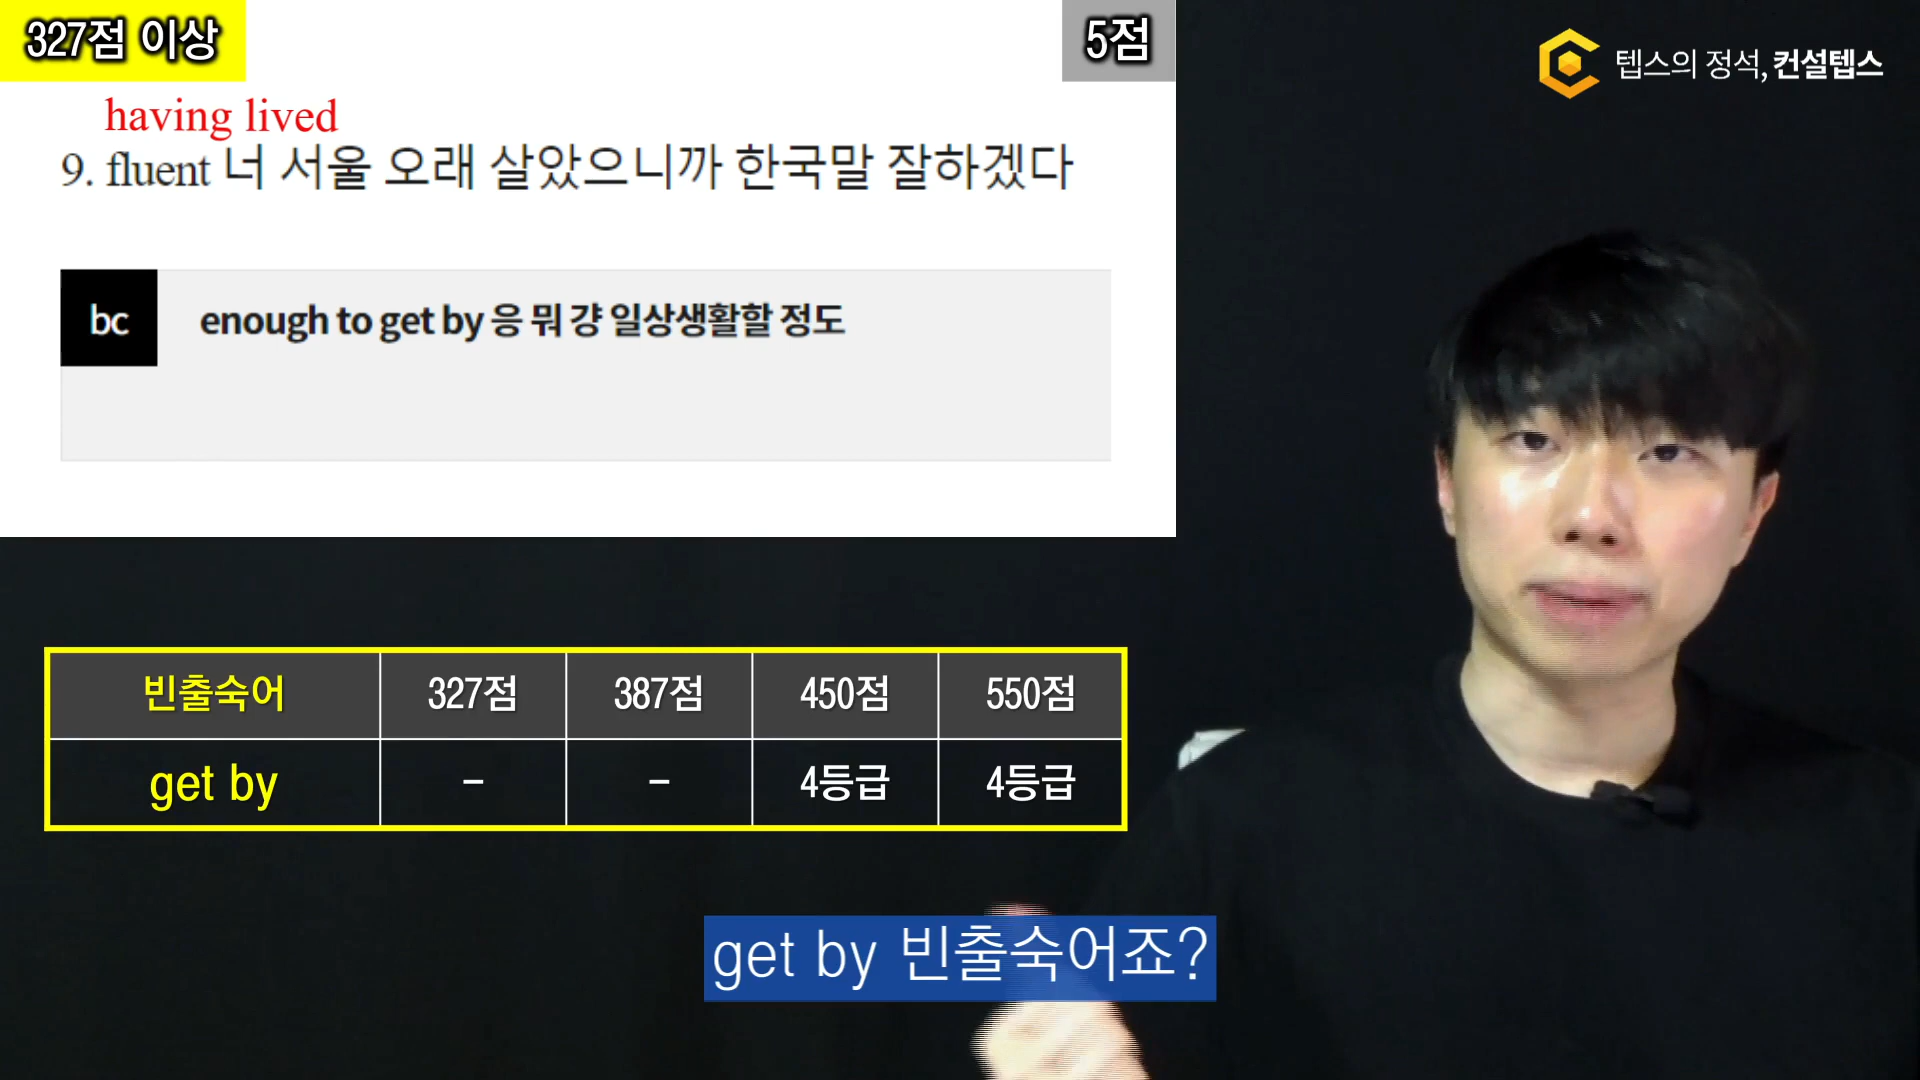 327점 이상
5점
텝스의 정석, 컨설텝스
having lived
9. fluent 너 서울 오래 살았으니까 한국말 잘하겠다
bc
enough to get by 응 뭐 걍 일상생활할 정도
빈출숙어 327점 387점 450점 550점
get by - - 4등급 4등급
get by 빈출숙어죠?